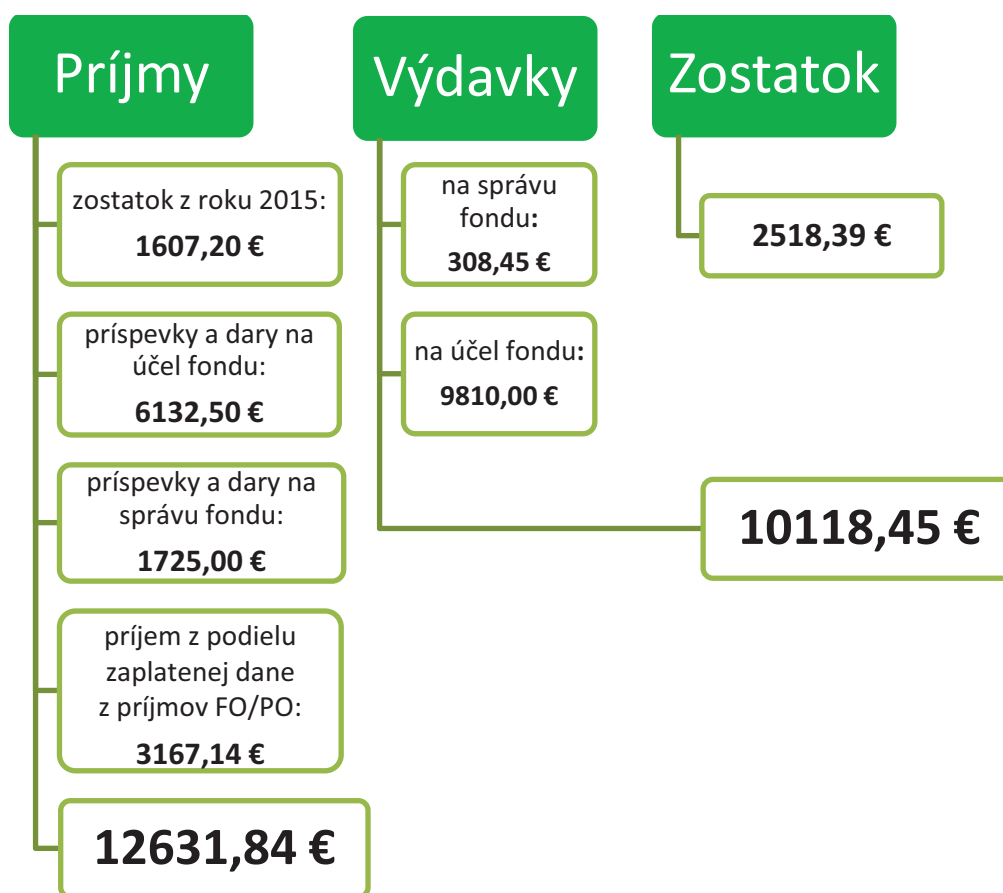 Príjmy
zostatok z roku 2015:
1607,20 €
príspevky a dary na
účel fondu:
6132,50 €
príspevky a dary na
správu fondu:
1725,00 €
príjem z podielu
zaplatenej dane
z príjmov FO/PO:
3167,14 €
12631,84 €
Výdavky
na správu
fondu:
308,45 €
na účel fondu:
9810,00 €
10118,45 €
Zostatok
2518,39 €